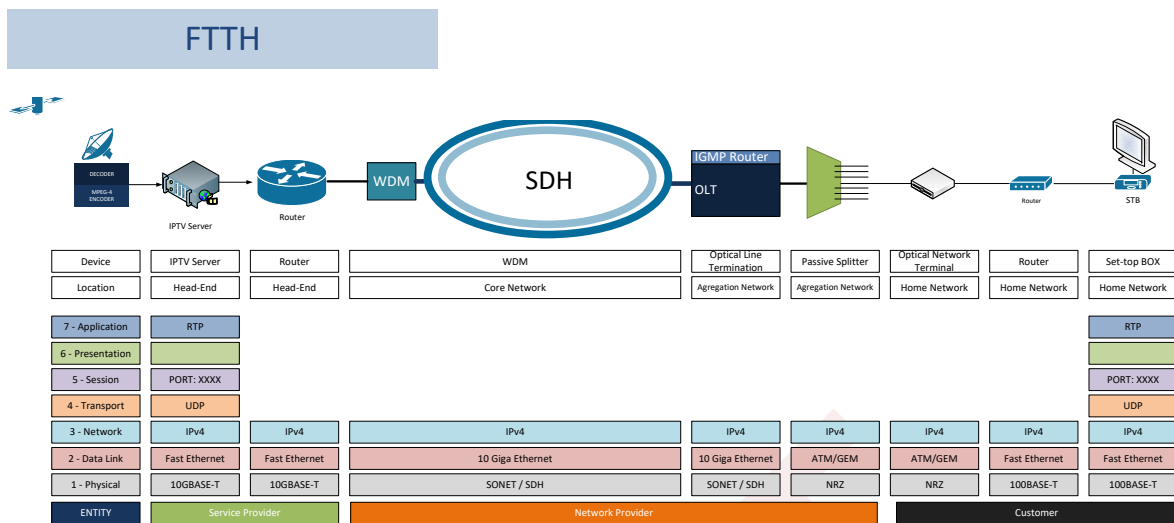 FTTH
DECODER
MPEG-4
ENCODER
IPTV Server
Router
WDM
SDH
IGMP Router
OLT
Router
STB
Device
IPTV Server
Router
WDM
Optical Line
Termination
Passive Splitter
Optical Network
Terminal
Router
Set-top BOX
Location
Head-End
Head-End
Core Network
Agregation Network
Agregation Network
Home Network
Home Network
Home Network
7 - Application
RTP
RTP
6 - Presentation
5 - Session
PORT: XXXX
PORT: XXXX
4 - Transport
UDP
UDP
3 - Network
IPv4
IPv4
IPv4
IPv4
IPv4
IPv4
IPv4
IPv4
2 - Data Link
Fast Ethernet
Fast Ethernet
10 Giga Ethernet
10 Giga Ethernet
ATM/GEM
ATM/GEM
Fast Ethernet
Fast Ethernet
1 - Physical
10GBASE-T
10GBASE-T
SONET / SDH
SONET / SDH
NRZ
NRZ
100BASE-T
100BASE-T
ENTITY
Service Provider
Network Provider
Customer